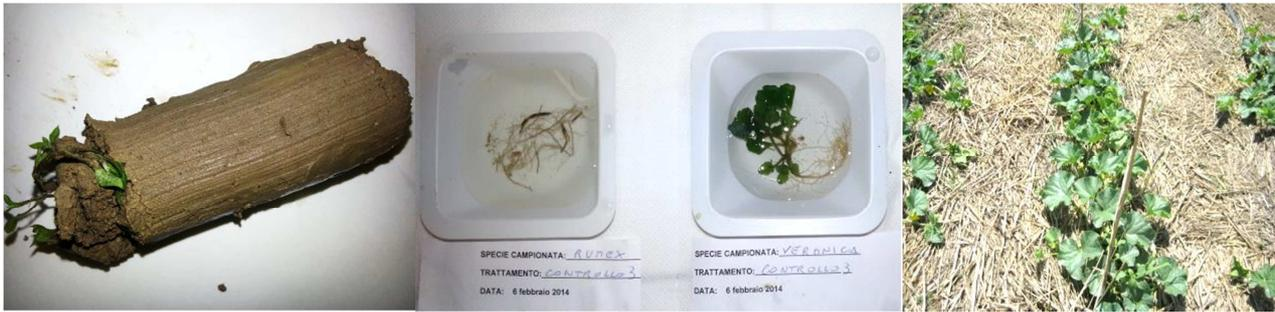 SPECIE CAMPIONATA: RUMEX
TRATTAMENTO: CONTROLLO 3
DATA: 6 febbraio 2014
SPECIE CAMPIONATA: VERONICA
TRATTAMENTO: CONTROLLO 3
DATA: 6 febbraio 2014